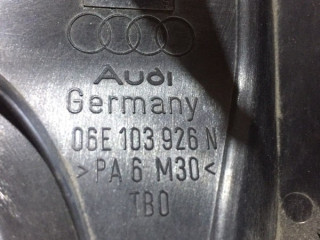 Audi
Germany
06E 103 926 N
>PA 6 M30<
TBO